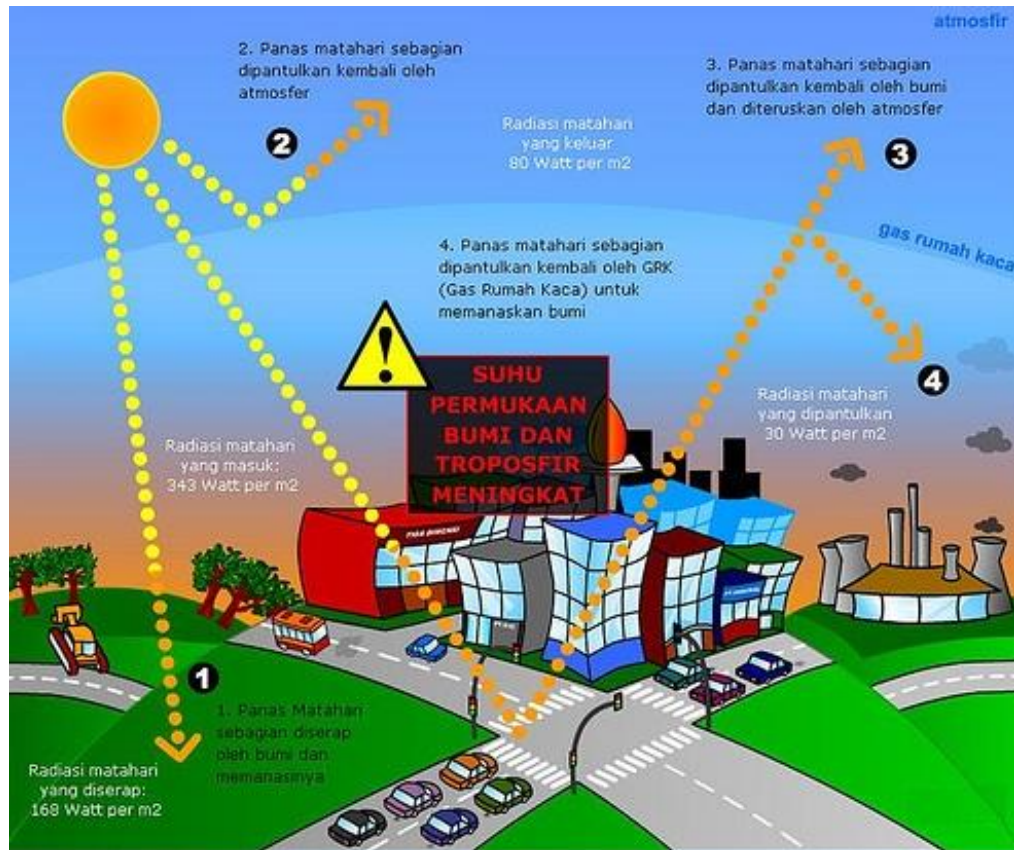 atmosfir
2. Panas matahari sebagian
dipantulkan kembali oleh
atmosfer
2
3. Panas matahari sebagian
dipantulkan kembali oleh bumi
dan diteruskan oleh atmosfer
3
Radiasi matahari
yang keluar
80 Watt per m2
gas rumah kaca
4. Panas matahari sebagian
dipantulkan kembali oleh GRK
(Gas Rumah Kaca) untuk
memanaskan bumi
!
SUHU
PERMUKAAN
BUMI DAN
TROPOSFIR
MENINGKAT
4
Radiasi matahari
yang dipantulkan
30 Watt per m2
Radiasi matahari
yang masuk:
343 Watt per m2
1
1. Panas Matahari
sebagian diserap
oleh bumi dan
memanasinya
Radiasi matahari
yang diserap:
168 Watt per m2